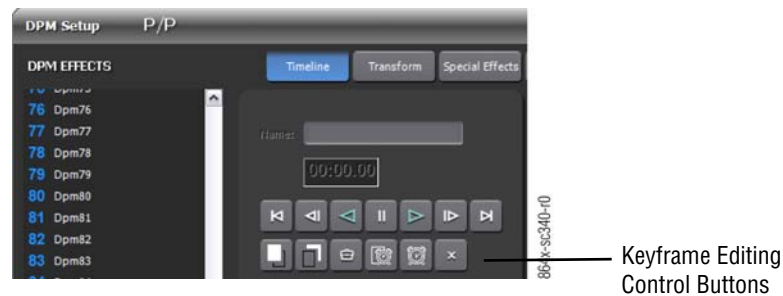 DPM Setup P/P
DPM EFFECTS
Timeline Transform Special Effects
76 Dpm76
77 Dpm77
78 Dpm78
79 Dpm79
80 Dpm80
81 Dpm81
82 Dpm82
83 Dpm83
Name:
00:00.00
864x-sc340-r0
Keyframe Editing
Control Buttons